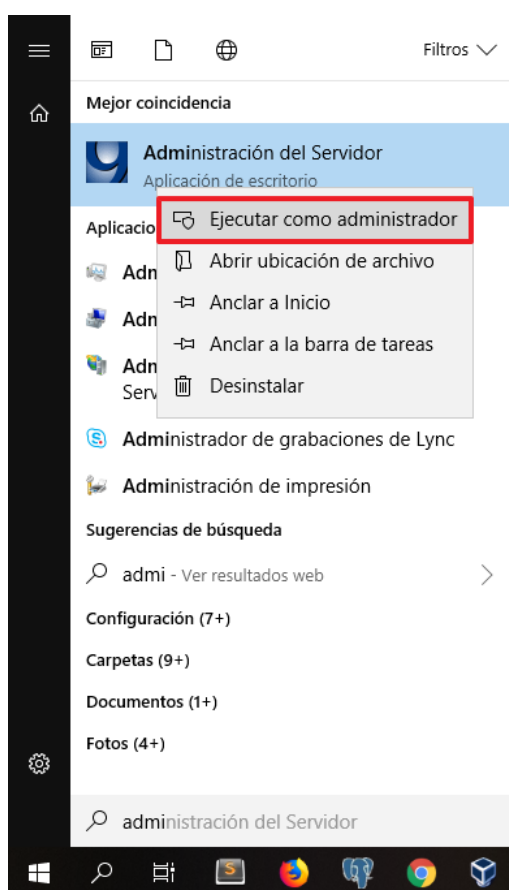 Filtros
Mejor coincidencia
Administración del Servidor
Aplicación de escritorio
Ejecutar como administrador
Aplicacio
Abrir ubicación de archivo
Adm
Anclar a Inicio
Adm
Anclar a la barra de tareas
Adm
Serv
Desinstalar
Administrador de grabaciones de Lync
Administración de impresión
Sugerencias de búsqueda
admi - Ver resultados web
Configuración (7+)
Carpetas (9+)
Documentos (1+)
Fotos (4+)
administración del Servidor